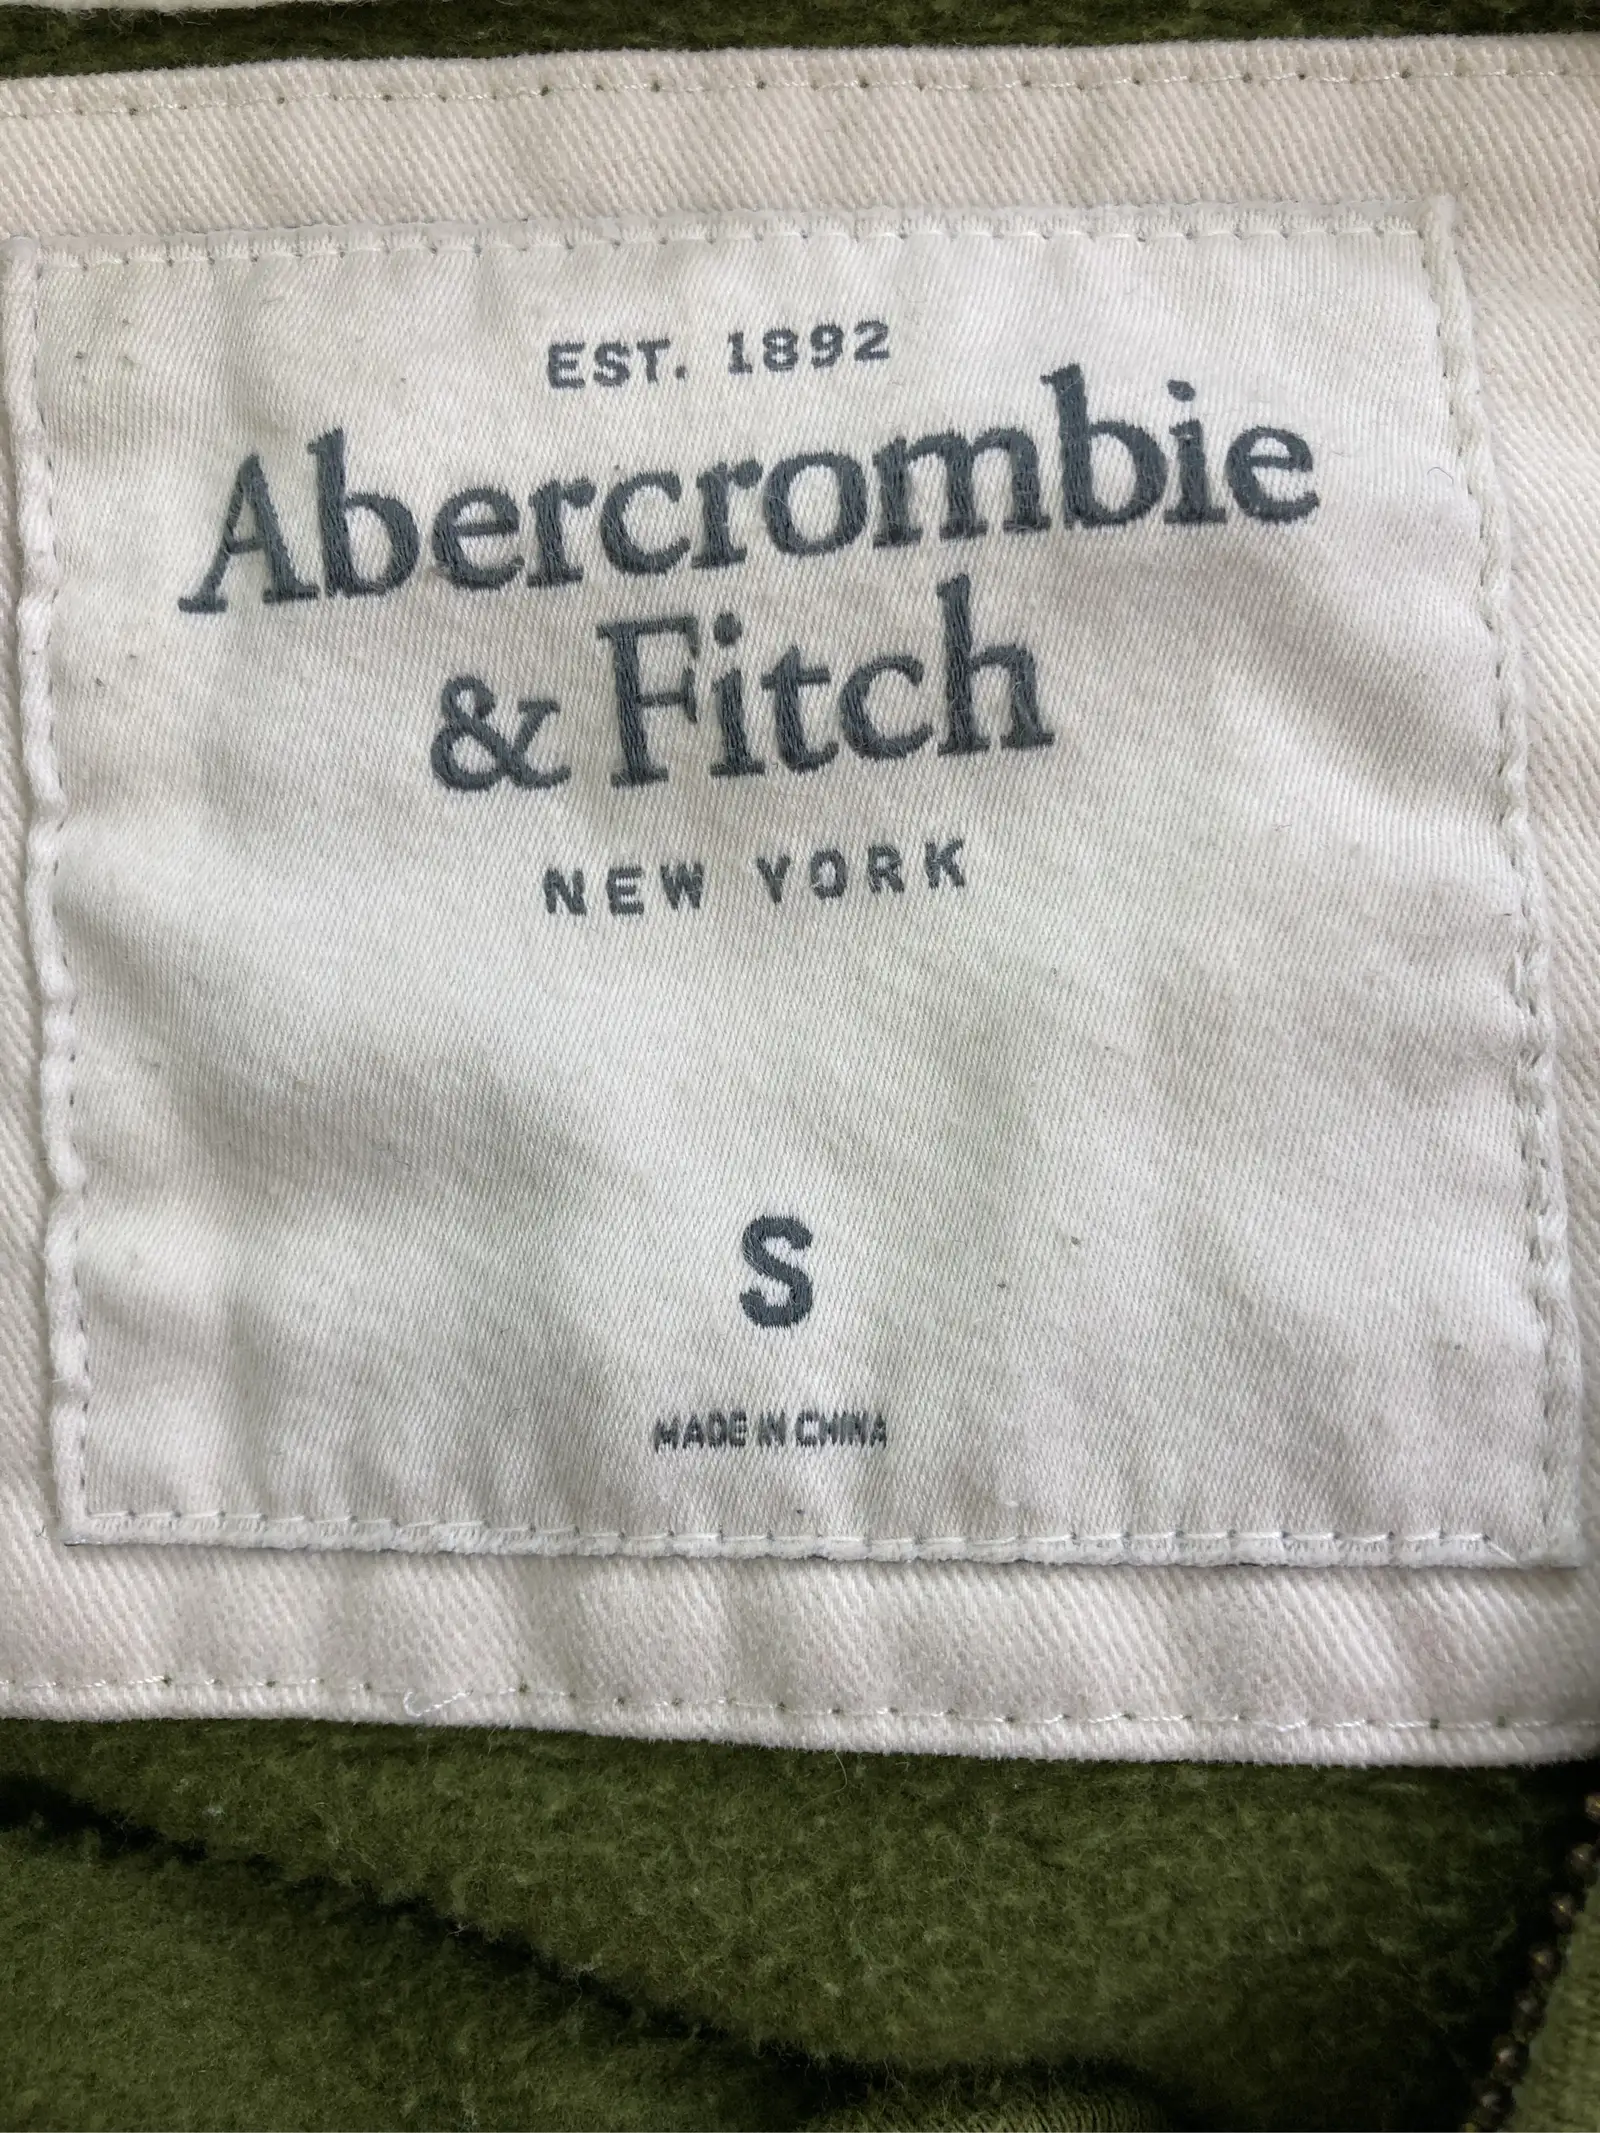 EST. 1892
Abercrombie
& Fitch
NEW YORK
S
MADE IN CHINA